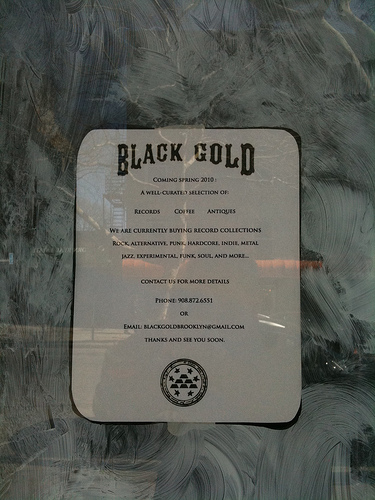 BLACK GOLD
COMING SPRING 2010:
A WELL-CURATED SELECTION OF:
RECORDS COFFEE ANTIQUES
WE ARE CURRENTLY BUYING RECORD COLLECTIONS
ROCK, ALTERNATIVE, PUNK, HARDCORE, INDIE, METAL
JAZZ, EXPERIMENTAL, FUNK, SOUL, AND MORE...
CONTACT US FOR MORE DETAILS
PHONE: 908.872.6551
OR
EMAIL: BLACKGOLDBROOKLYN@GMAIL.COM
THANKS AND SEE YOU SOON.